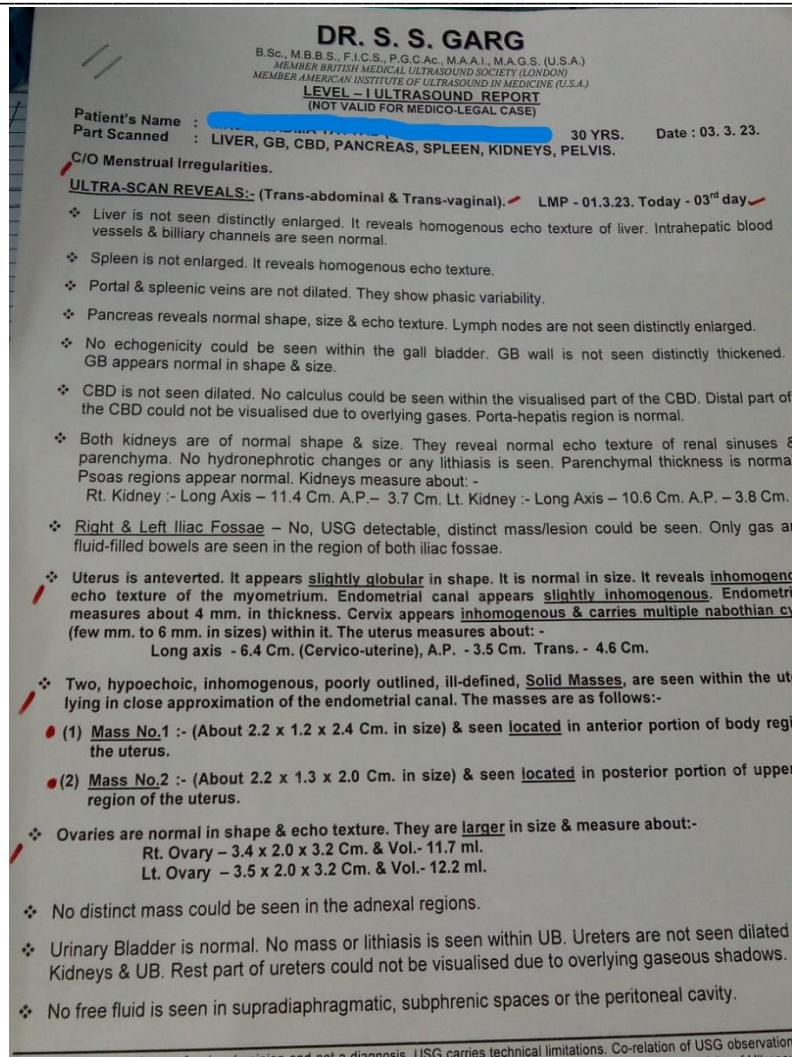 DR. S. S. GARG
B.Sc., M.B.B.S., F.I.C.S., P.G.C.Ac., M.A.A.I., M.A.G.S. (U.S.A.)
MEMBER BRITISH MEDICAL ULTRASOUND SOCIETY (LONDON)
MEMBER AMERICAN INSTITUTE OF ULTRASOUND IN MEDICINE (U.S.A.)
LEVEL – I ULTRASOUND REPORT
(NOT VALID FOR MEDICO-LEGAL CASE)
Patient's Name : 30 YRS. Date : 03. 3. 23.
Part Scanned : LIVER, GB, CBD, PANCREAS, SPLEEN, KIDNEYS, PELVIS.
C/O Menstrual Irregularities.
ULTRA-SCAN REVEALS:- (Trans-abdominal & Trans-vaginal). LMP - 01.3.23. Today - 03rd day
❖ Liver is not seen distinctly enlarged. It reveals homogenous echo texture of liver. Intrahepatic blood
vessels & billiary channels are seen normal.
❖ Spleen is not enlarged. It reveals homogenous echo texture.
❖ Portal & spleenic veins are not dilated. They show phasic variability.
❖ Pancreas reveals normal shape, size & echo texture. Lymph nodes are not seen distinctly enlarged.
❖ No echogenicity could be seen within the gall bladder. GB wall is not seen distinctly thickened.
GB appears normal in shape & size.
❖ CBD is not seen dilated. No calculus could be seen within the visualised part of the CBD. Distal part of
the CBD could not be visualised due to overlying gases. Porta-hepatis region is normal.
❖ Both kidneys are of normal shape & size. They reveal normal echo texture of renal sinuses &
parenchyma. No hydronephrotic changes or any lithiasis is seen. Parenchymal thickness is norma
Psoas regions appear normal. Kidneys measure about: -
Rt. Kidney :- Long Axis – 11.4 Cm. A.P.– 3.7 Cm. Lt. Kidney :- Long Axis – 10.6 Cm. A.P. – 3.8 Cm.
❖ Right & Left Iliac Fossae – No, USG detectable, distinct mass/lesion could be seen. Only gas an
fluid-filled bowels are seen in the region of both iliac fossae.
❖ Uterus is anteverted. It appears slightly globular in shape. It is normal in size. It reveals inhomogeno
echo texture of the myometrium. Endometrial canal appears slightly inhomogenous. Endometri
measures about 4 mm. in thickness. Cervix appears inhomogenous & carries multiple nabothian cy
(few mm. to 6 mm. in sizes) within it. The uterus measures about: -
Long axis - 6.4 Cm. (Cervico-uterine), A.P. - 3.5 Cm. Trans. - 4.6 Cm.
❖ Two, hypoechoic, inhomogenous, poorly outlined, ill-defined, Solid Masses, are seen within the ute
lying in close approximation of the endometrial canal. The masses are as follows:-
(1) Mass No.1 :- (About 2.2 x 1.2 x 2.4 Cm. in size) & seen located in anterior portion of body regi
the uterus.
(2) Mass No.2 :- (About 2.2 x 1.3 x 2.0 Cm. in size) & seen located in posterior portion of upper
region of the uterus.
❖ Ovaries are normal in shape & echo texture. They are larger in size & measure about:-
Rt. Ovary – 3.4 x 2.0 x 3.2 Cm. & Vol.- 11.7 ml.
Lt. Ovary – 3.5 x 2.0 x 3.2 Cm. & Vol.- 12.2 ml.
❖ No distinct mass could be seen in the adnexal regions.
❖ Urinary Bladder is normal. No mass or lithiasis is seen within UB. Ureters are not seen dilated
Kidneys & UB. Rest part of ureters could not be visualised due to overlying gaseous shadows.
❖ No free fluid is seen in supradiaphragmatic, subphrenic spaces or the peritoneal cavity.
not a diagnosis. USG carries technical limitations. Co-relation of USG observation